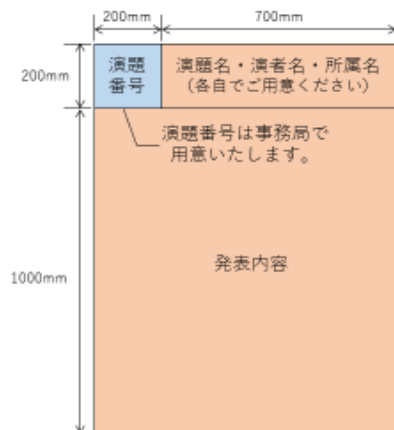 200mm
700mm
200mm
演題
番号
演題名・演者名・所属名
(各自でご用意ください)
演題番号は事務局で
用意いたします。
1000mm
発表内容